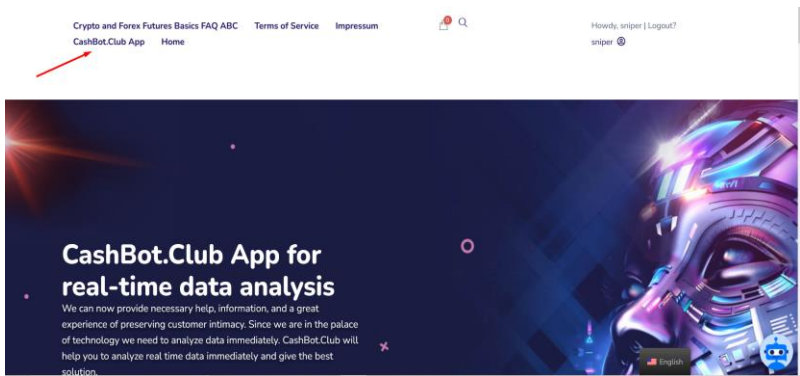 Crypto and Forex Futures Basics FAQ ABC Terms of Service Impressum
CashBot.Club App Home
0
Howdy, sniper | Logout?
sniper
CashBot.Club App for
real-time data analysis
We can now provide necessary help, information, and a great
experience of preserving customer intimacy. Since we are in the palace
of technology we need to analyze data immediately. CashBot.Club will
help you to analyze real time data immediately and give the best
solution.
English